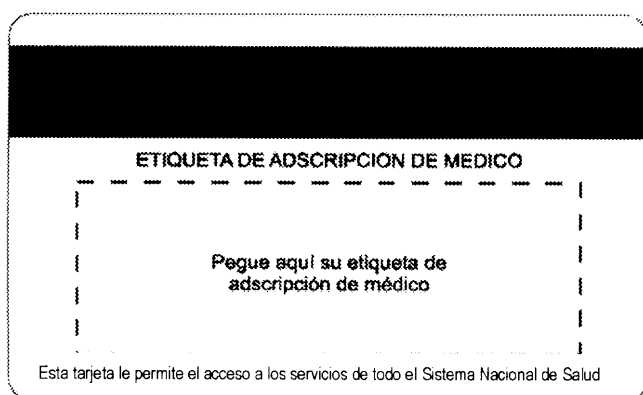 ETIQUETA DE ADSCRIPCION DE MEDICO
Pegue aquí su etiqueta de
adscripción de médico
Esta tarjeta le permite el acceso a los servicios de todo el Sistema Nacional de Salud